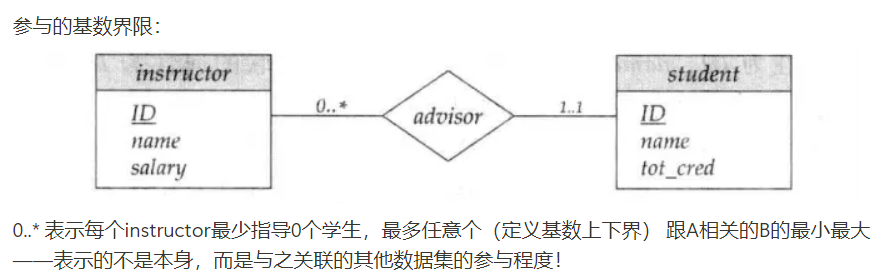 参与的基数界限：
instructor
student
0..*
advisor
1..1
ID
ID
name
name
salary
tot_cred
0..* 表示每个instructor最少指导0个学生，最多任意个（定义基数上下界） 跟A相关的B的最小最大
——表示的不是本身，而是与之关联的其他数据集的参与程度！